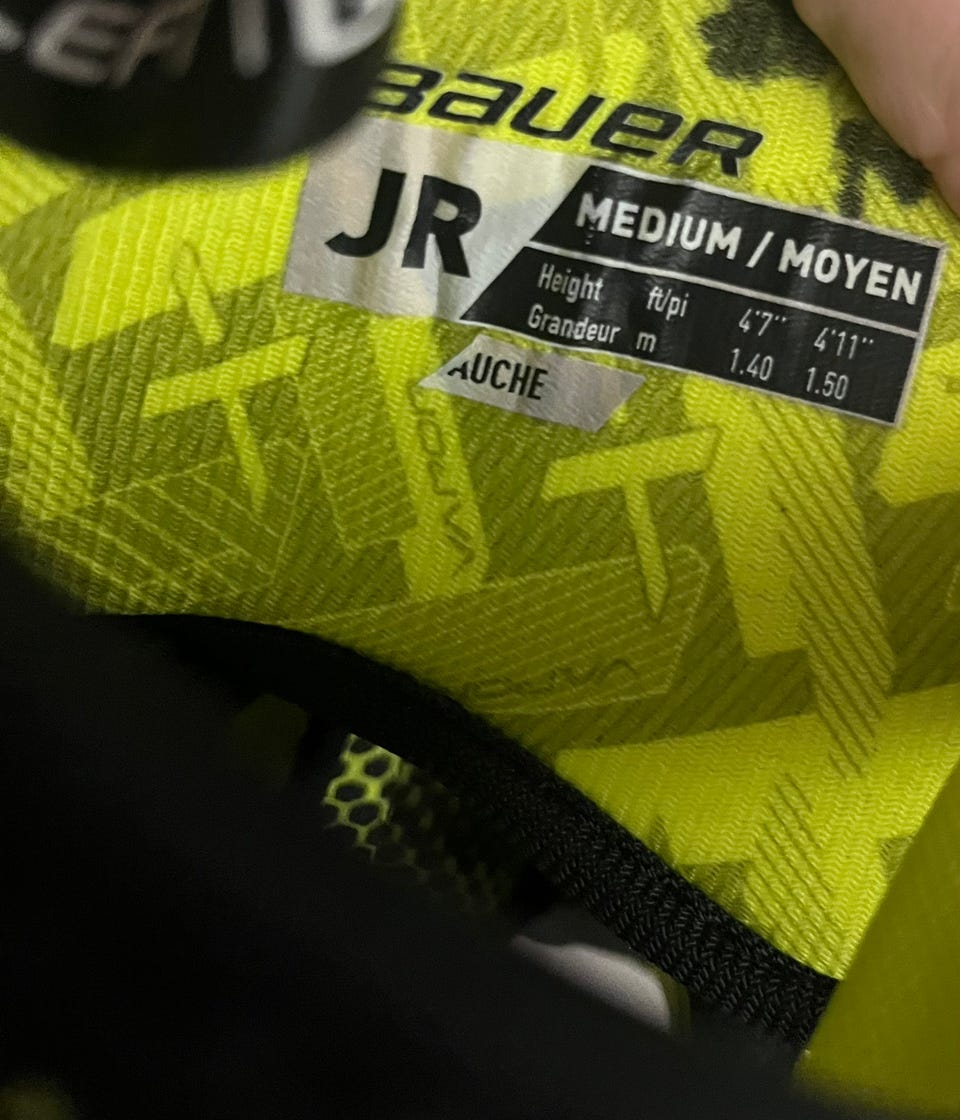 BAUER
JR
MEDIUM / MOYEN
Height ft/pi 4'7" 4'11"
Grandeur m 1.40 1.50
AUCHE